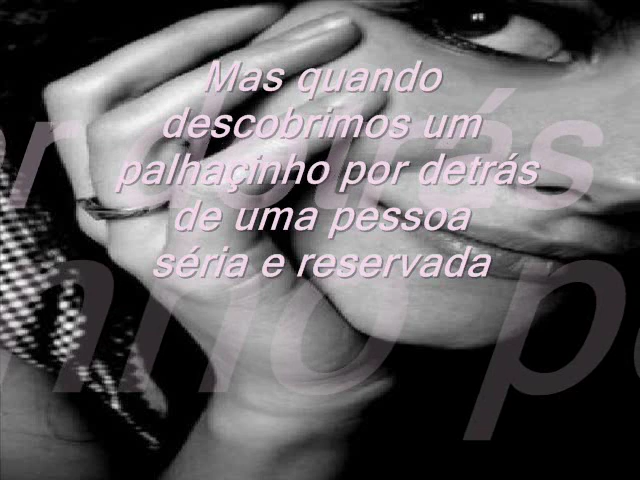 Mas quando
descobrimos um
palhaçinho por detrás
de uma pessoa
séria e reservada